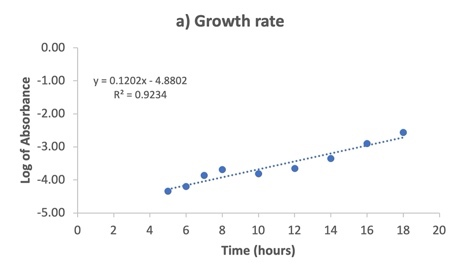 a) Growth rate
0.00
-1.00
-2.00
-3.00
-4.00
-5.00
Log of Absorbance
y = 0.1202x - 4.8802
R² = 0.9234
0 2 4 6 8 10 12 14 16 18 20
Time (hours)